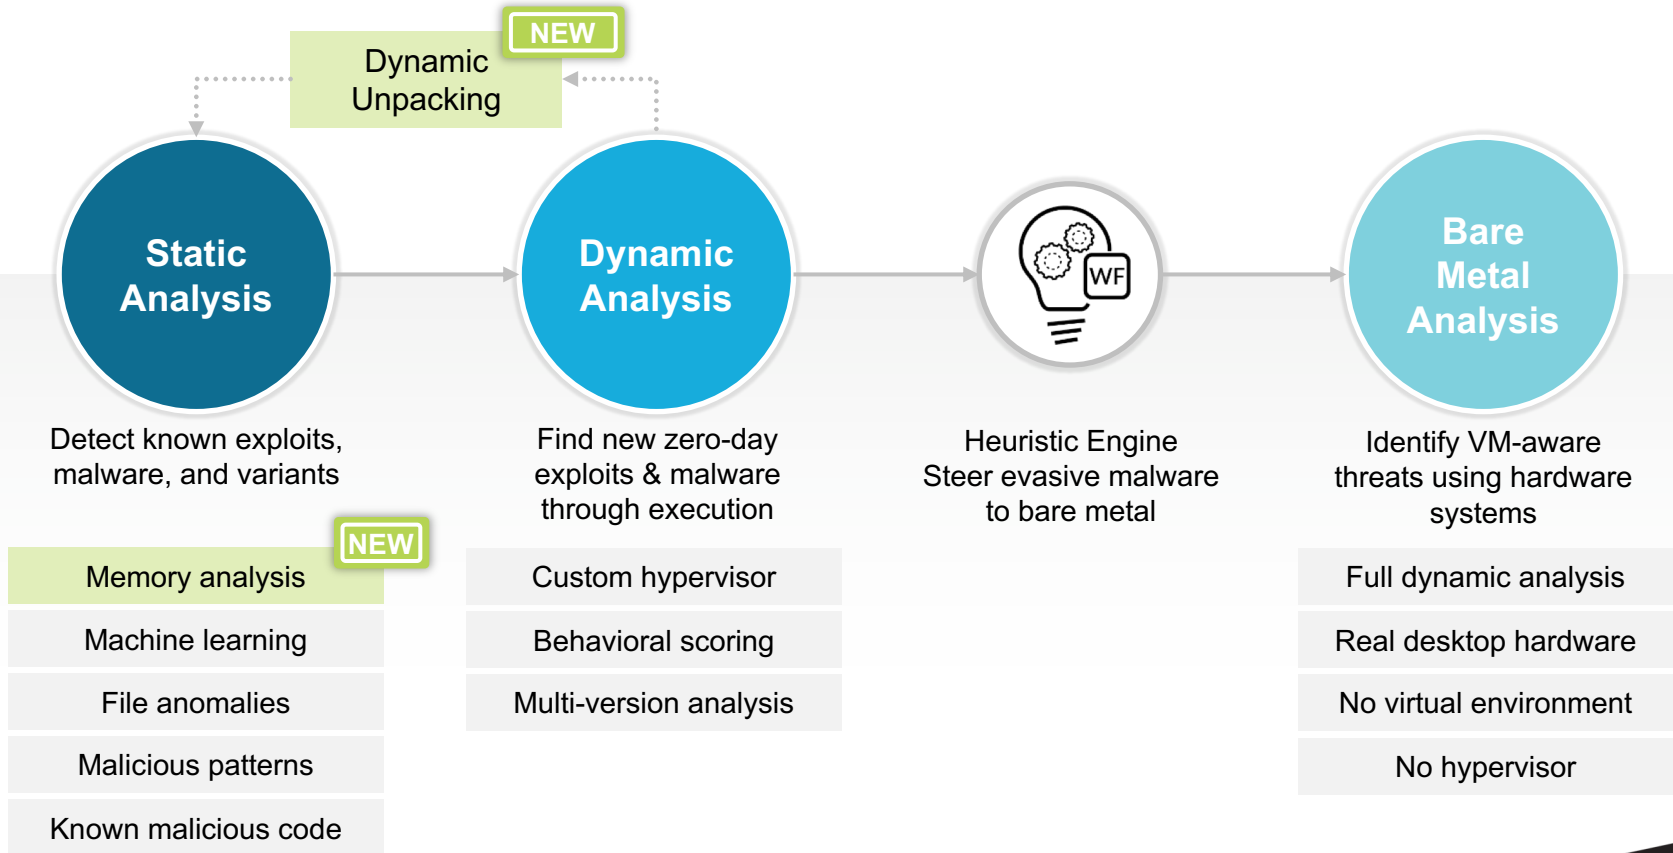 NEW
Dynamic
Unpacking
Static
Analysis
Dynamic
Analysis
WF
Bare
Metal
Analysis
Detect known exploits,
malware, and variants
Find new zero-day
exploits & malware
through execution
Heuristic Engine
Steer evasive malware
to bare metal
Identify VM-aware
threats using hardware
systems
NEW
Memory analysis
Machine learning
File anomalies
Malicious patterns
Known malicious code
Custom hypervisor
Behavioral scoring
Multi-version analysis
Full dynamic analysis
Real desktop hardware
No virtual environment
No hypervisor